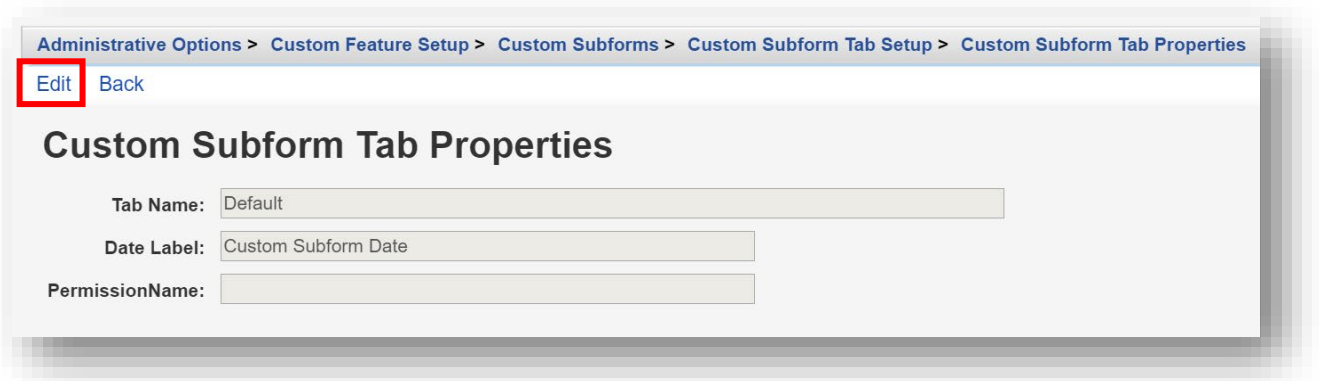 Administrative Options > Custom Feature Setup > Custom Subforms > Custom Subform Tab Setup > Custom Subform Tab Properties
Edit Back
Custom Subform Tab Properties
Tab Name: Default
Date Label: Custom Subform Date
PermissionName: